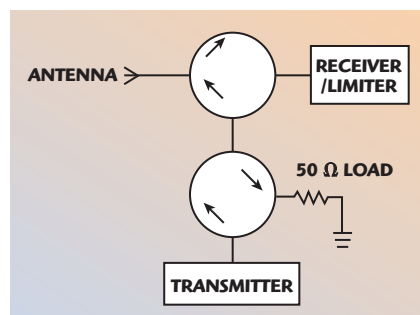 ANTENNA
RECEIVER
/LIMITER
50 Ω LOAD
TRANSMITTER